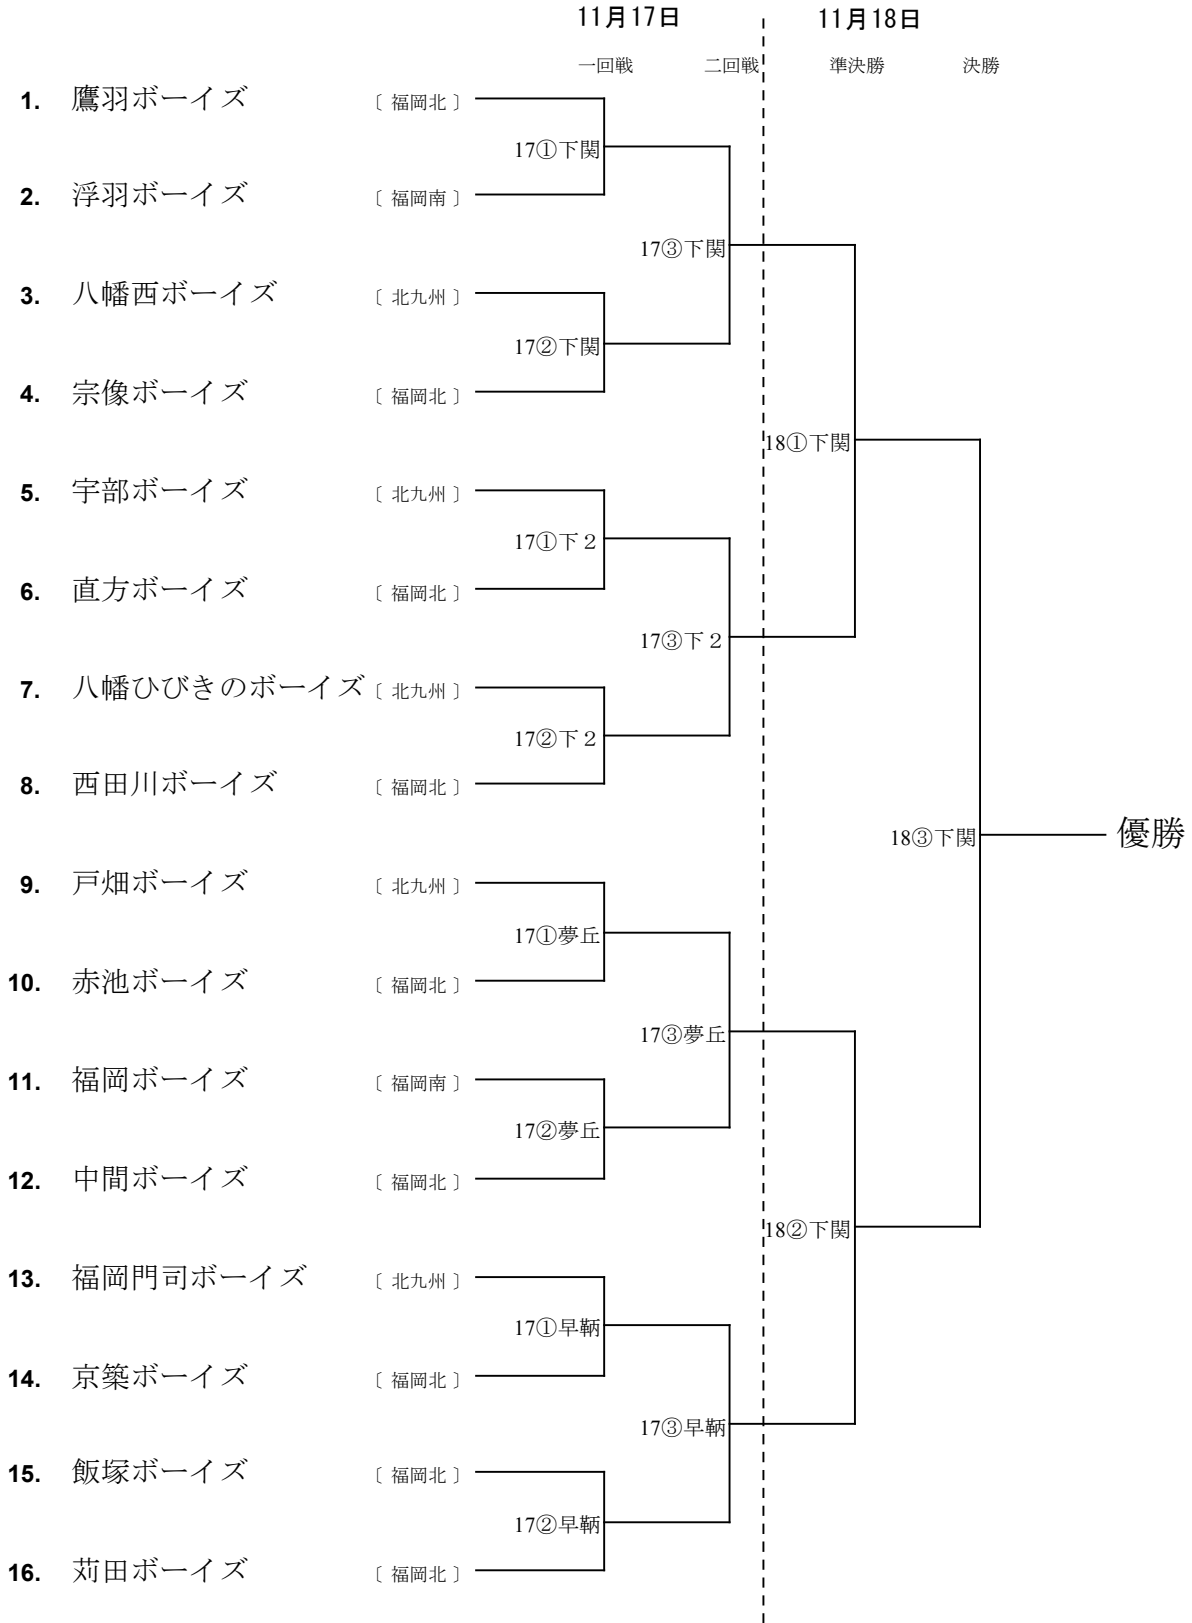 11月17日 11月18日
一回戦 二回戦 準決勝 決勝
1. 鷹羽ボーイズ 〔 福岡北 〕
17①下関
2. 浮羽ボーイズ 〔 福岡南 〕
17③下関
3. 八幡西ボーイズ 〔 北九州 〕
17②下関
4. 宗像ボーイズ 〔 福岡北 〕
18①下関
5. 宇部ボーイズ 〔 北九州 〕
17①下２
6. 直方ボーイズ 〔 福岡北 〕
17③下２
7. 八幡ひびきのボーイズ 〔 北九州 〕
17②下２
8. 西田川ボーイズ 〔 福岡北 〕
18③下関 優勝
9. 戸畑ボーイズ 〔 北九州 〕
17①夢丘
10. 赤池ボーイズ 〔 福岡北 〕
17③夢丘
11. 福岡ボーイズ 〔 福岡南 〕
17②夢丘
12. 中間ボーイズ 〔 福岡北 〕
18②下関
13. 福岡門司ボーイズ 〔 北九州 〕
17①早鞆
14. 京築ボーイズ 〔 福岡北 〕
17③早鞆
15. 飯塚ボーイズ 〔 福岡北 〕
17②早鞆
16. 苅田ボーイズ 〔 福岡北 〕